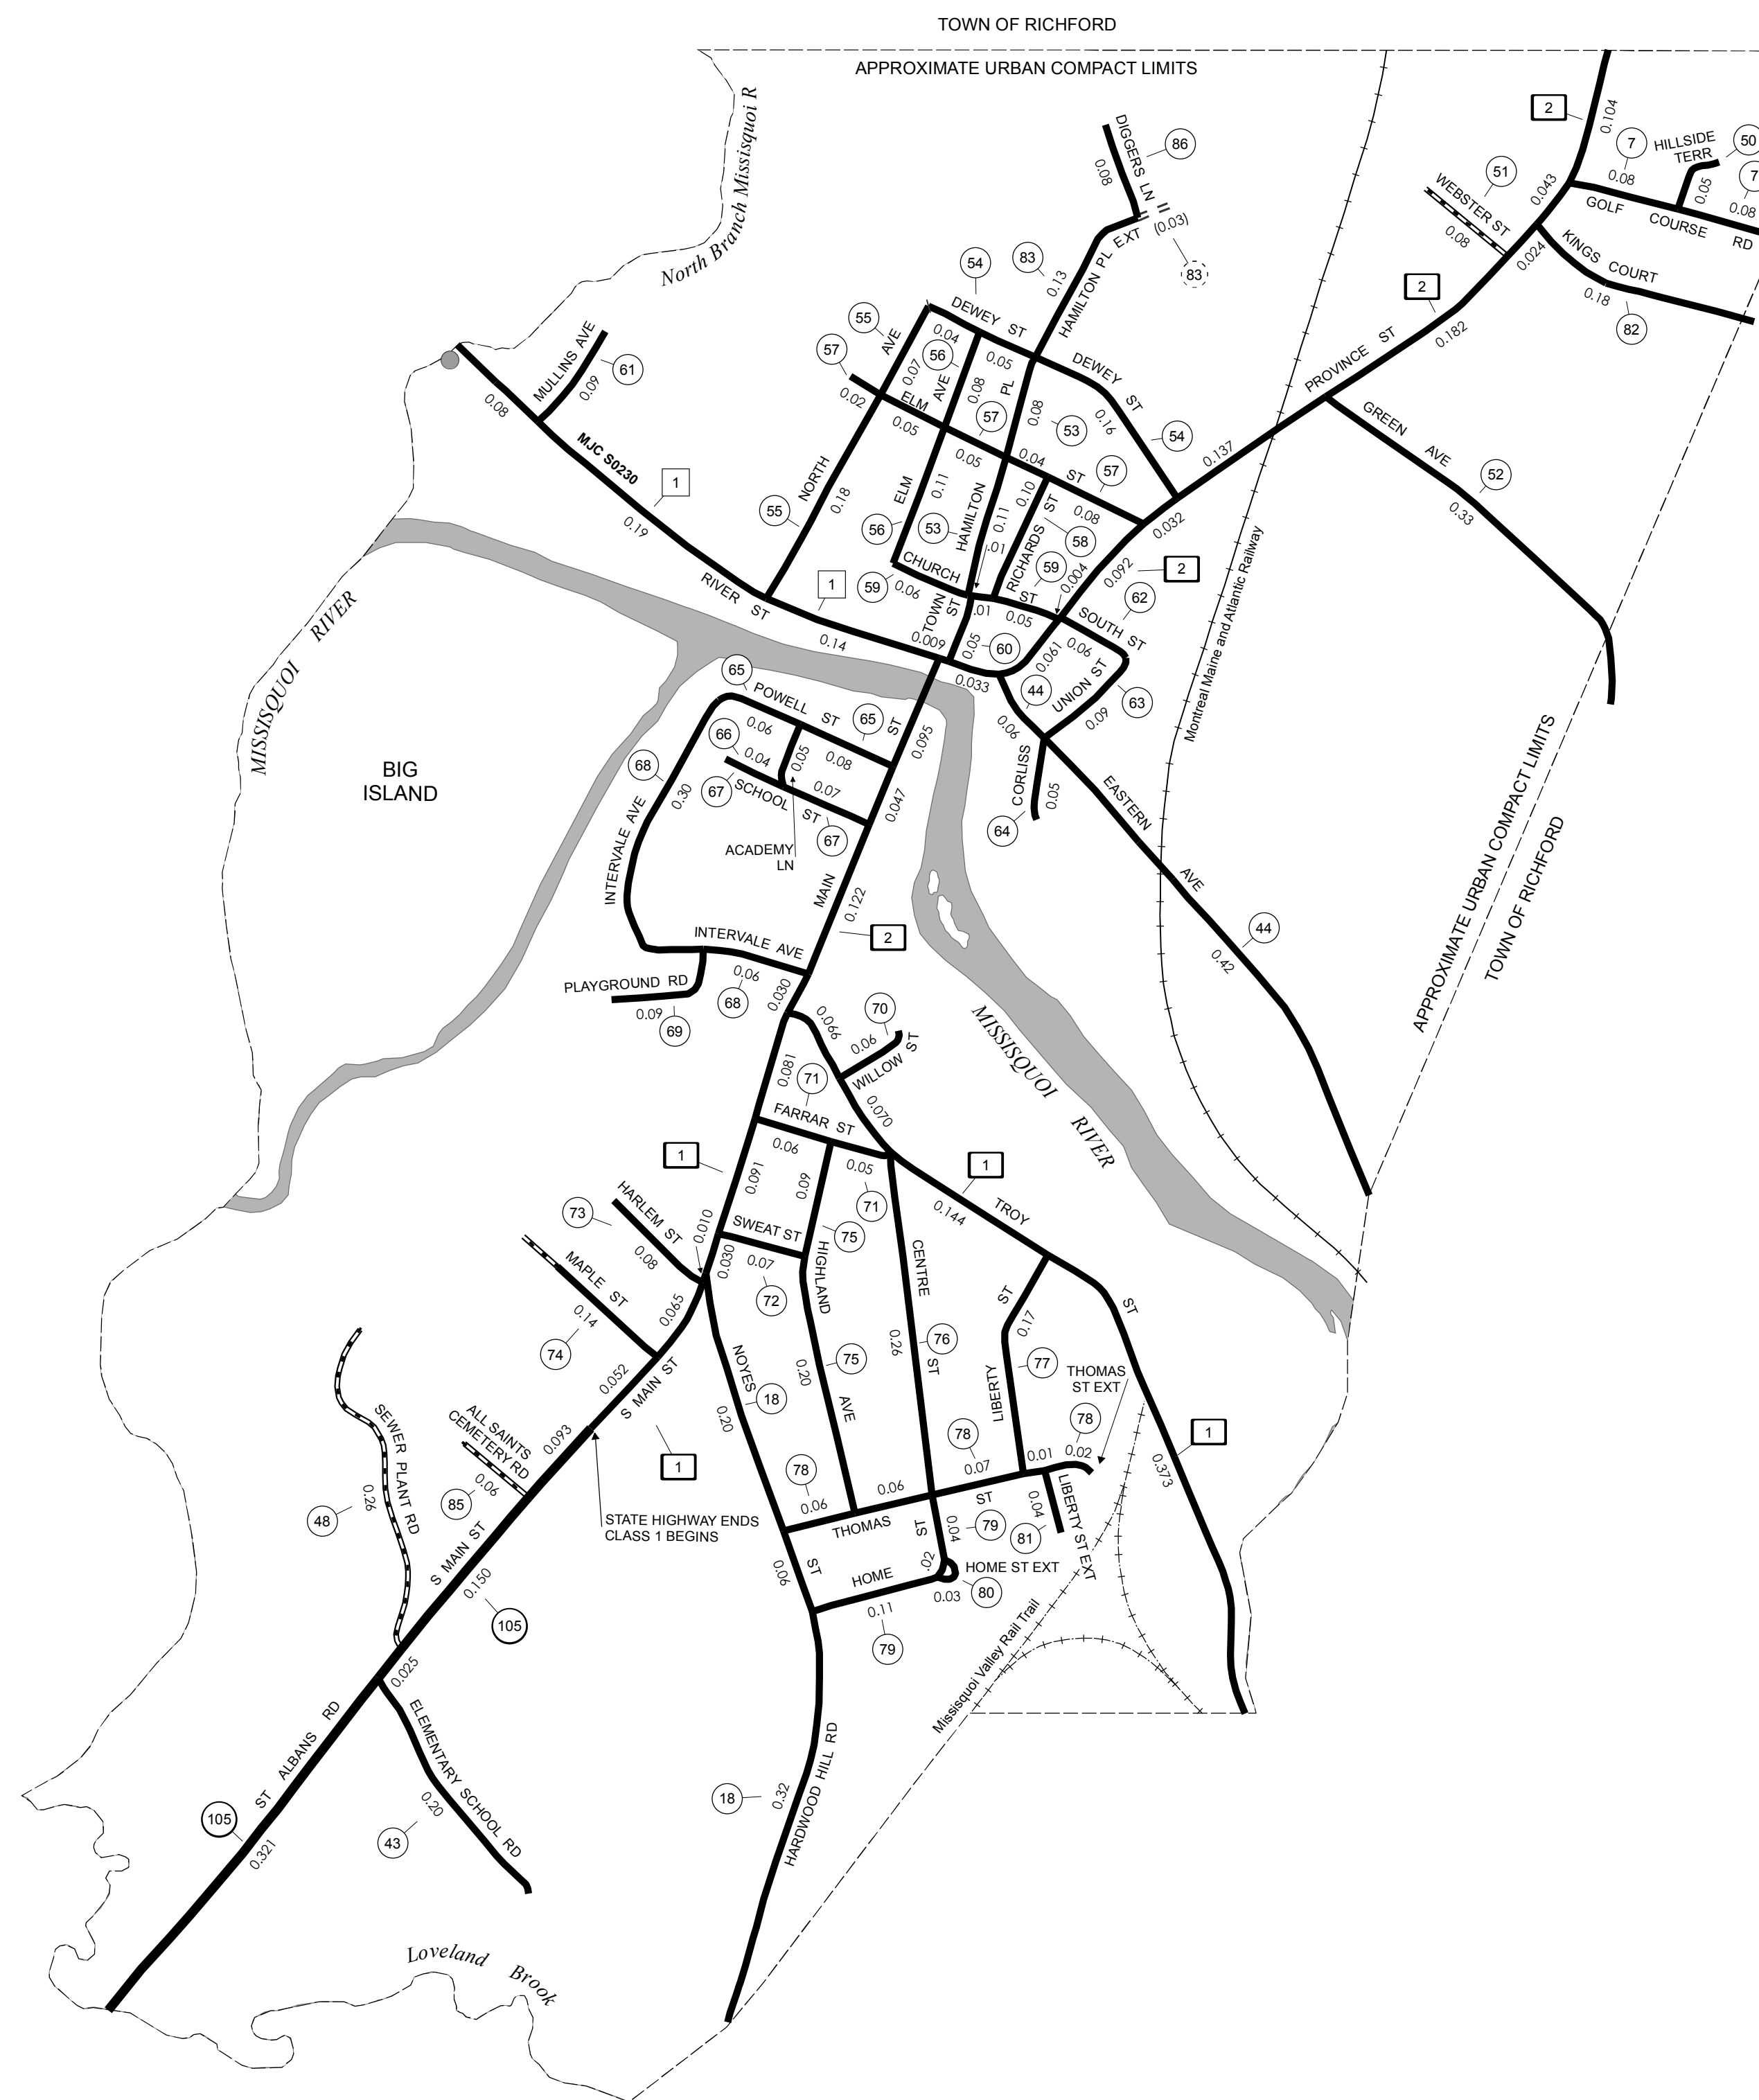 TOWN OF RICHFORD
APPROXIMATE URBAN COMPACT LIMITS
North Branch Missisquoi R
2
0.104
7
0.08
HILLSIDE
TERR
50
0.05
7
0.08
GOLF COURSE RD
51
WEBSTER ST
0.08
0.043
0.024
KINGS COURT
0.18
82
2
0.182
PROVINCE ST
DIGGERS LN
86
0.08
(0.03)
83
83
0.13
HAMILTON PL EXT
54
DEWEY ST
0.04
0.05
DEWEY ST
0.16
54
55
AVE
0.07
57
0.02
56
AVE
0.08
PL
0.08
53
ELM
0.05
57
0.05
0.04
ST
57
0.08
0.137
GREEN AVE
52
0.33
MULLINS AVE
61
0.09
0.08
MJC S0230
1
0.19
NORTH
0.18
55
ELM
0.11
56
53
HAMILTON
0.11
.01
0.10
RICHARDS ST
58
0.032
0.092
2
59
0.004
CHURCH
ST
59
0.06
.01
0.05
62
SOUTH ST
0.06
1
RIVER ST
0.14
TOWN ST
0.009
0.05
60
0.061
0.033
44
UNION ST
63
0.09
0.06
Montreal Maine and Atlantic Railway
MISSISQUOI RIVER
BIG
ISLAND
65
POWELL ST
65
0.06
0.08
66
0.04
0.05
67
SCHOOL ST
0.07
67
ACADEMY
LN
ST
0.095
0.047
68
0.30
INTERVALE AVE
CORLISS
0.05
64
EASTERN AVE
44
0.42
MAIN
0.122
2
INTERVALE AVE
0.06
68
PLAYGROUND RD
0.09
69
0.030
0.066
70
0.06
WILLOW ST
0.070
MISSISQUOI RIVER
APPROXIMATE URBAN COMPACT LIMITS
TOWN OF RICHFORD
0.081
71
FARRAR ST
0.06
0.05
71
1
0.091
0.09
75
1
TROY ST
0.144
73
HARLEM ST
0.08
0.010
SWEAT ST
0.07
72
0.030
HIGHLAND AVE
75
0.20
CENTRE ST
76
0.26
MAPLE ST
0.14
74
0.065
0.052
S MAIN ST
1
NOYES ST
18
0.20
LIBERTY ST
0.17
77
THOMAS
ST EXT
78
0.01
0.02
1
0.373
SEWER PLANT RD
0.26
48
ALL SAINTS
CEMETERY RD
0.06
85
0.093
STATE HIGHWAY ENDS
CLASS 1 BEGINS
78
0.06
0.06
78
0.07
THOMAS ST
LIBERTY ST EXT
0.04
81
ST
0.04
79
.02
HOME ST EXT
0.03
80
HOME
0.11
79
0.06
S MAIN ST
0.150
105
0.025
Missisquoi Valley Rail Trail
ST ALBANS RD
105
0.321
ELEMENTARY SCHOOL RD
0.20
43
18
0.32
HARDWOOD HILL RD
Loveland Brook